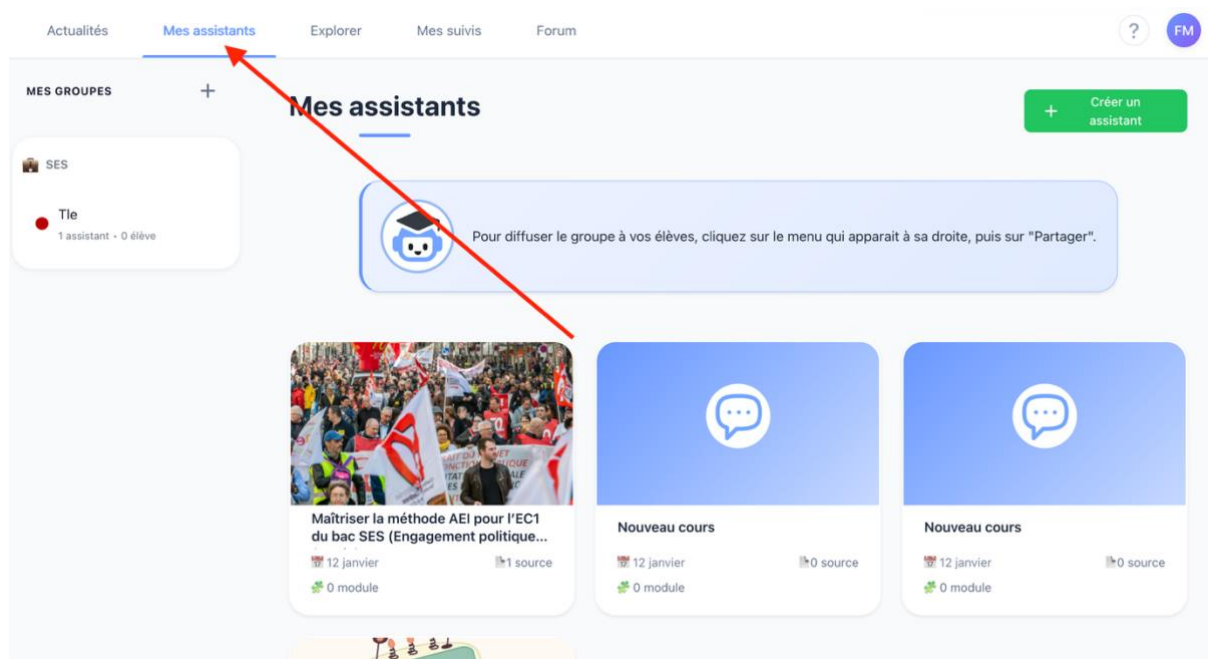 Actualités
Mes assistants
Explorer
Mes suivis
Forum
?
FM
MES GROUPES
+
Mes assistants
+ Créer un
assistant
SES
Tle
1 assistant • 0 élève
Pour diffuser le groupe à vos élèves, cliquez sur le menu qui apparait à sa droite, puis sur "Partager".
Maîtriser la méthode AEI pour l'EC1
du bac SES (Engagement politique...
12 janvier
1 source
0 module
Nouveau cours
12 janvier
0 source
0 module
Nouveau cours
12 janvier
0 source
0 module